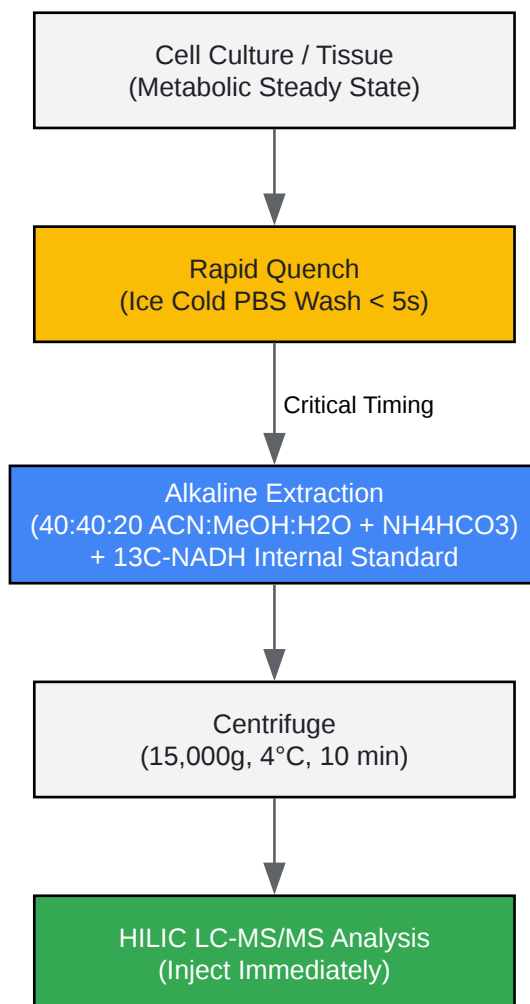 Cell Culture / Tissue
(Metabolic Steady State)
Rapid Quench
(Ice Cold PBS Wash < 5s)
Critical Timing
Alkaline Extraction
(40:40:20 ACN:MeOH:H2O + NH4HCO3)
+ 13C-NADH Internal Standard
Centrifuge
(15,000g, 4°C, 10 min)
HILIC LC-MS/MS Analysis
(Inject Immediately)